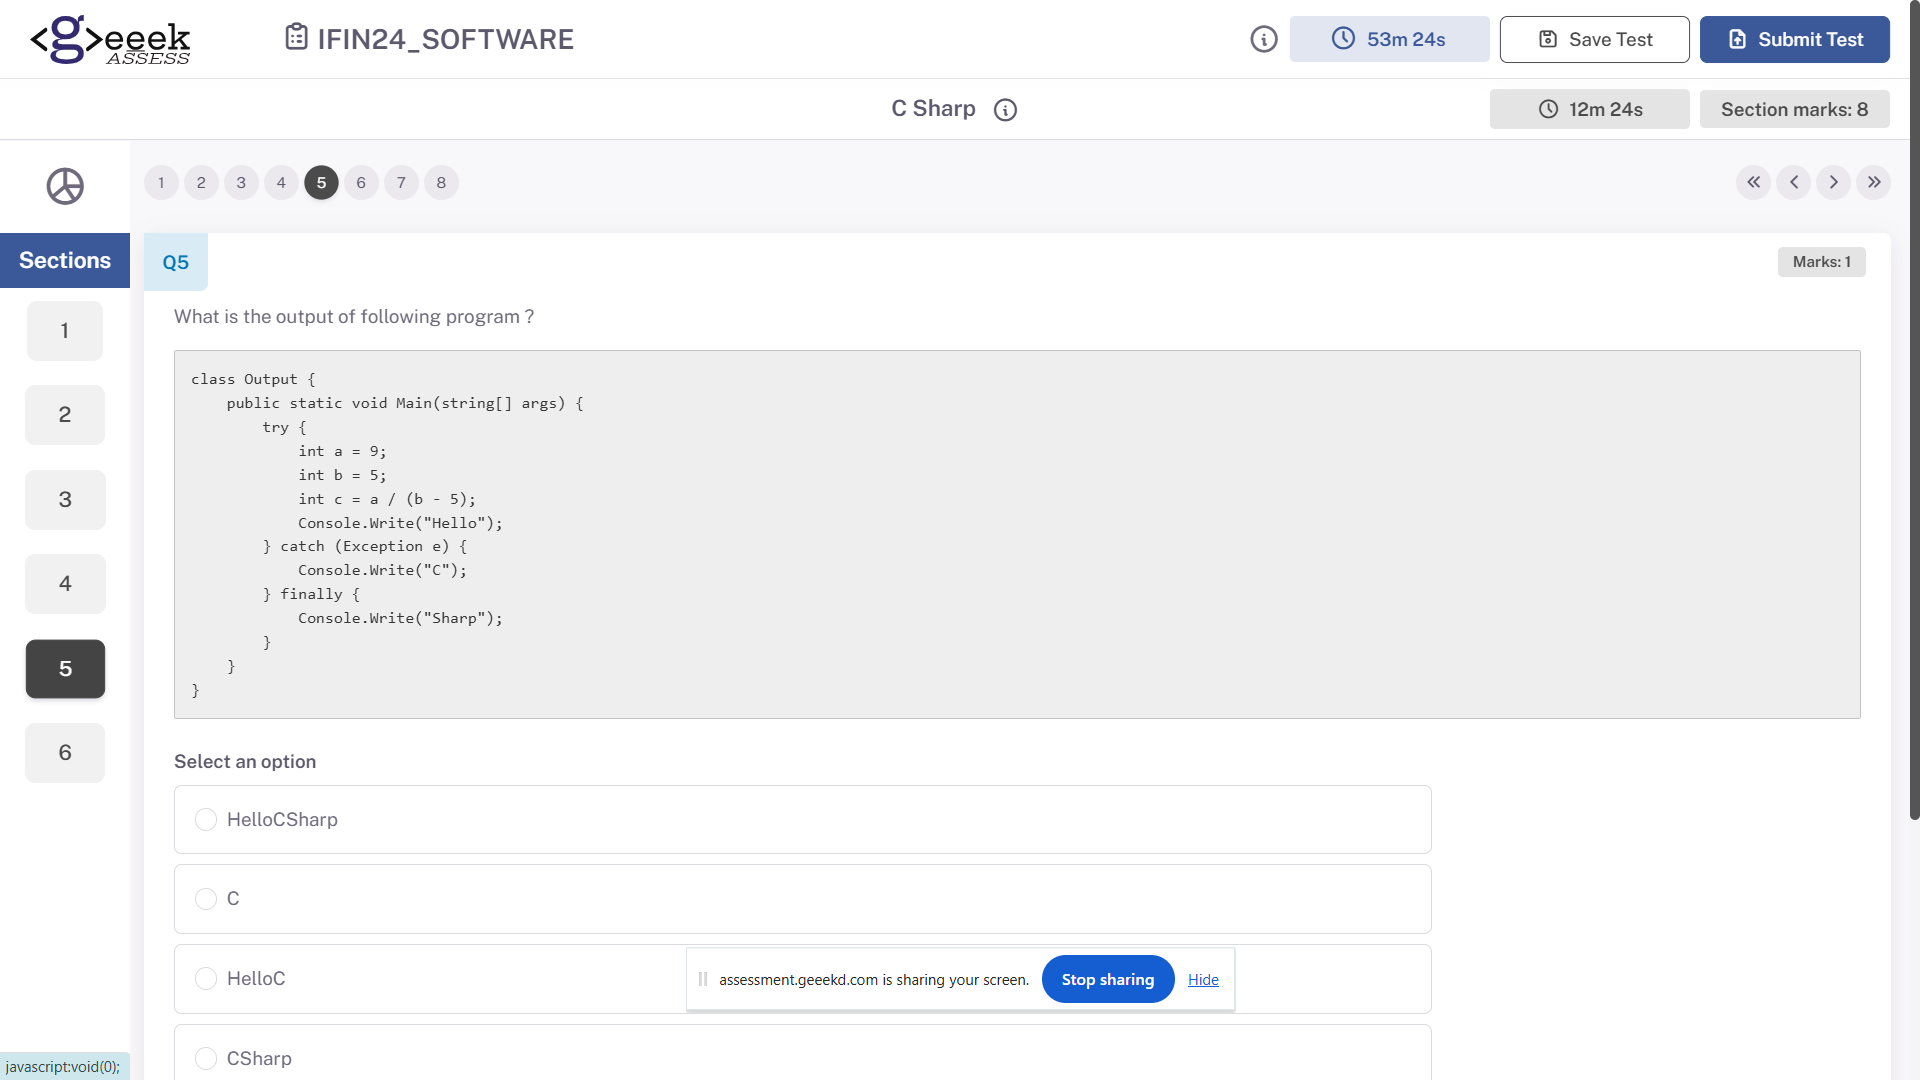 <g>eeek
ASSESS
IFIN24_SOFTWARE
53m 24s
Save Test
Submit Test
C Sharp
12m 24s
Section marks: 8
1 2 3 4 5 6 7 8
Sections
1
2
3
4
5
6
Q5
Marks: 1
What is the output of following program ?
class Output {
    public static void Main(string[] args) {
        try {
            int a = 9;
            int b = 5;
            int c = a / (b - 5);
            Console.Write("Hello");
        } catch (Exception e) {
            Console.Write("C");
        } finally {
            Console.Write("Sharp");
        }
    }
}
Select an option
HelloCSharp
C
HelloC
CSharp
assessment.geeekd.com is sharing your screen.
Stop sharing
Hide
javascript:void(0);